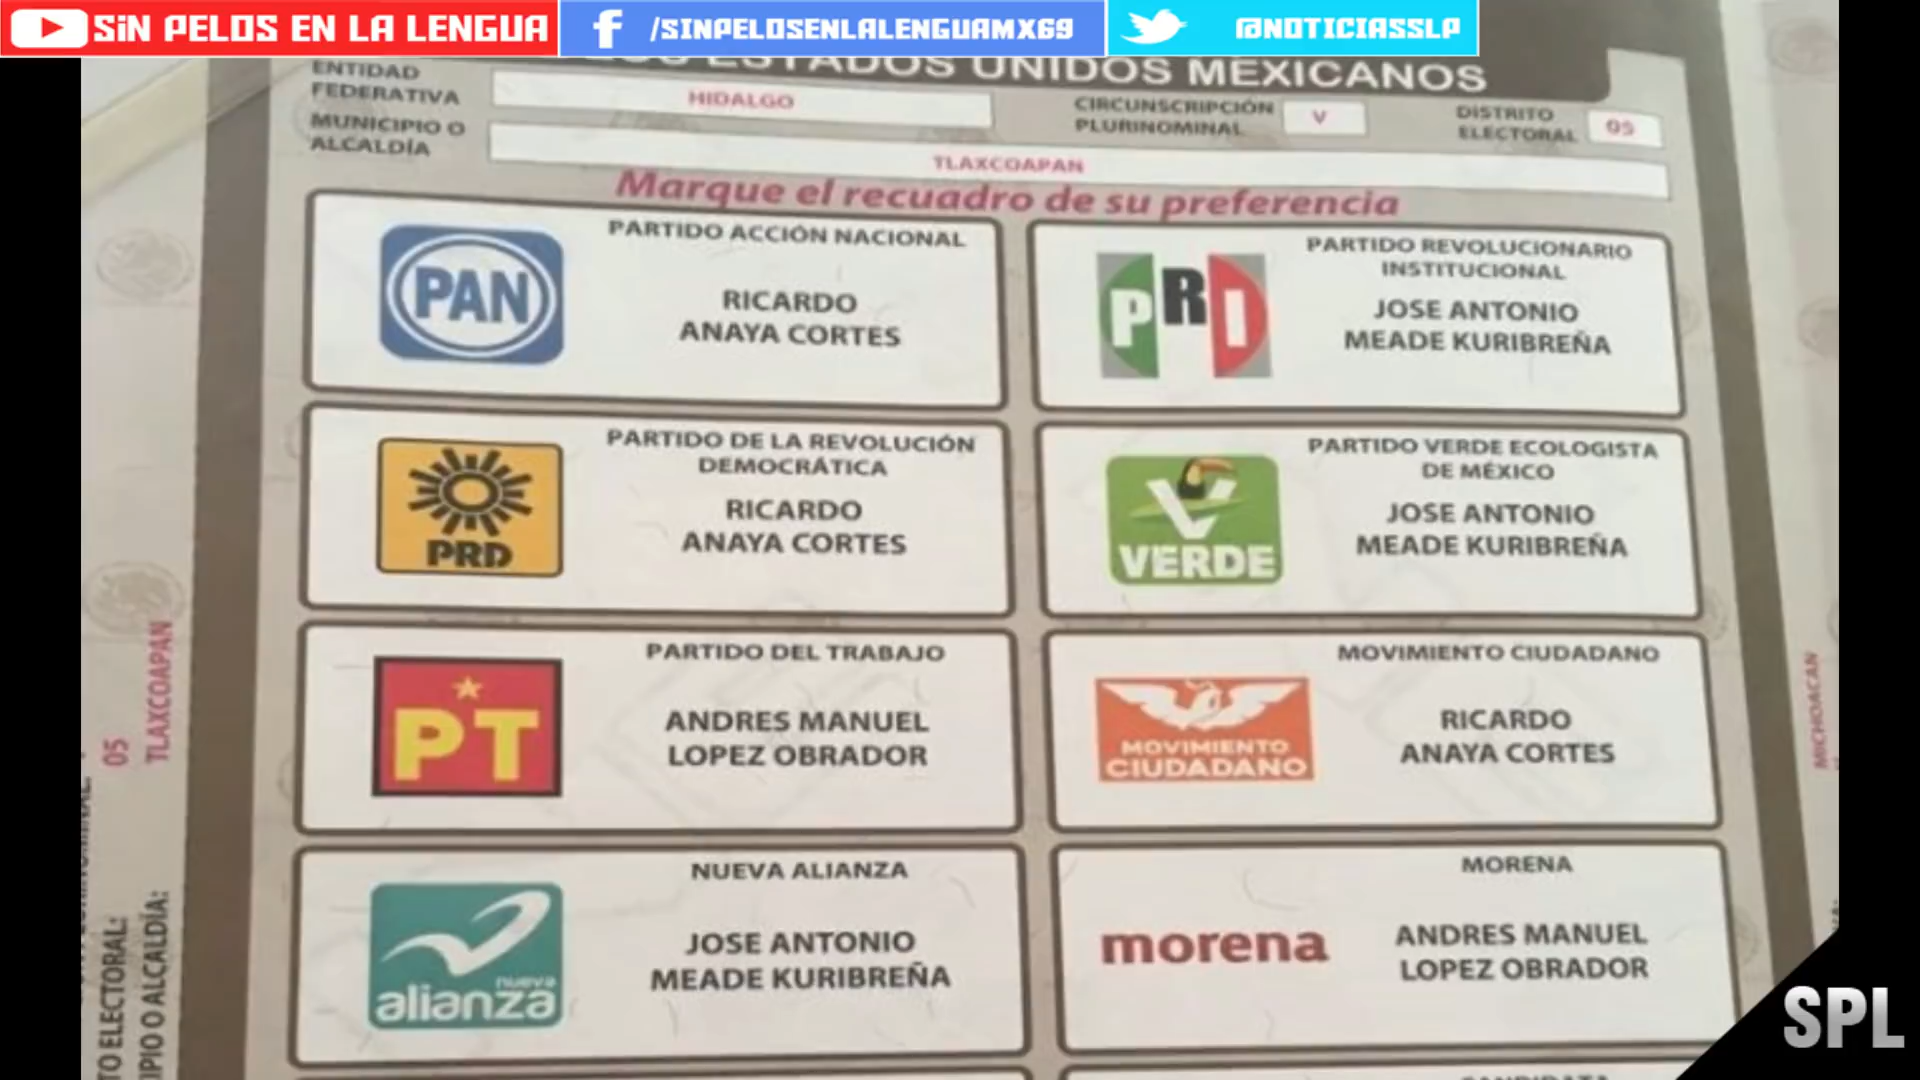 SIN PELOS EN LA LENGUA
/SINPELOSENLALENGUAMX69
@NOTICIASSLP
ESTADOS UNIDOS MEXICANOS
ENTIDAD
FEDERATIVA
HIDALGO
CIRCUNSCRIPCIÓN
PLURINOMINAL
V
DISTRITO
ELECTORAL
05
MUNICIPIO O
ALCALDÍA
TLAXCOAPAN
Marque el recuadro de su preferencia
PAN
PARTIDO ACCIÓN NACIONAL
RICARDO
ANAYA CORTES
PRI
PARTIDO REVOLUCIONARIO
INSTITUCIONAL
JOSE ANTONIO
MEADE KURIBREÑA
PRD
PARTIDO DE LA REVOLUCIÓN
DEMOCRÁTICA
RICARDO
ANAYA CORTES
VERDE
PARTIDO VERDE ECOLOGISTA
DE MÉXICO
JOSE ANTONIO
MEADE KURIBREÑA
PT
PARTIDO DEL TRABAJO
ANDRES MANUEL
LOPEZ OBRADOR
MOVIMIENTO
CIUDADANO
MOVIMIENTO CIUDADANO
RICARDO
ANAYA CORTES
nueva
alianza
NUEVA ALIANZA
JOSE ANTONIO
MEADE KURIBREÑA
morena
MORENA
ANDRES MANUEL
LOPEZ OBRADOR
05
TLAXCOAPAN
ELECTORAL:
O ALCALDÍA:
MICHOACAN
SPL